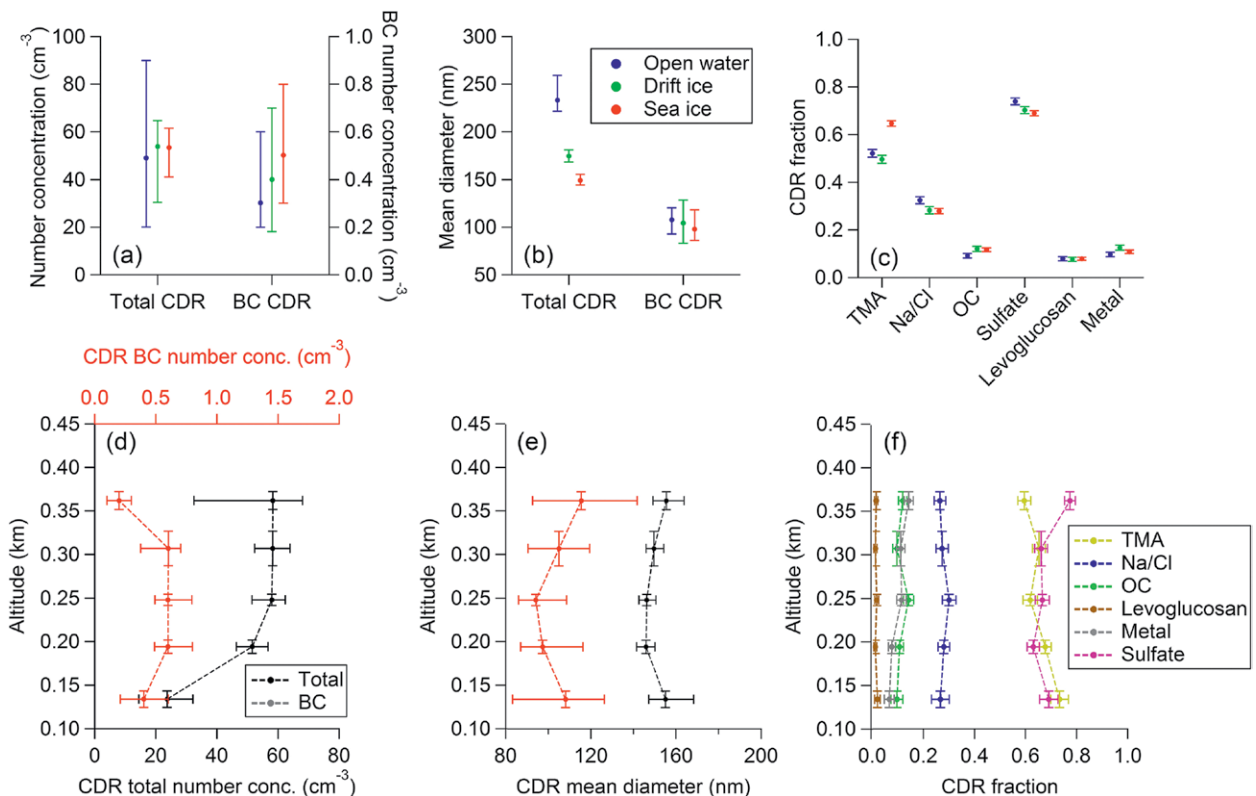 Number concentration (cm⁻³)
100
80
60
40
20
0
(a)
Total CDR
BC CDR
1.0
0.8
0.6
0.4
0.2
0.0
BC number concentration (cm⁻³)
Mean diameter (nm)
300
250
200
150
100
50
(b)
Open water
Drift ice
Sea ice
Total CDR
BC CDR
CDR fraction
1.0
0.8
0.6
0.4
0.2
0.0
(c)
TMA
Na/Cl
OC
Sulfate
Levoglucosan
Metal
CDR BC number conc. (cm⁻³)
0.0
0.5
1.0
1.5
2.0
Altitude (km)
0.45
0.40
0.35
0.30
0.25
0.20
0.15
0.10
(d)
Total
BC
0
20
40
60
80
CDR total number conc. (cm⁻³)
Altitude (km)
0.45
0.40
0.35
0.30
0.25
0.20
0.15
0.10
(e)
80
120
160
200
CDR mean diameter (nm)
Altitude (km)
0.45
0.40
0.35
0.30
0.25
0.20
0.15
0.10
(f)
TMA
Na/Cl
OC
Levoglucosan
Metal
Sulfate
0.0
0.2
0.4
0.6
0.8
1.0
CDR fraction